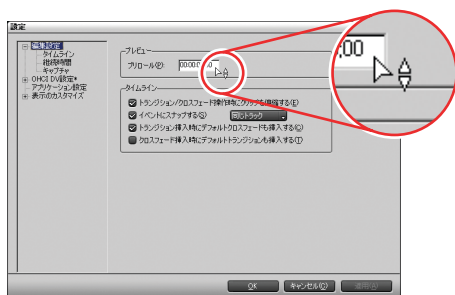 設定
編集設定
タイムライン
継続時間
キャプチャ
OHCI DV設定*
アプリケーション設定
表示のカスタマイズ
プレビュー
プリロール(P): 00:00:
タイムライン
トランジション/クロスフェード操作時にクリップを伸縮する(E)
イベントにスナップする(S) 同じトラック
トランジション挿入時にデフォルトクロスフェードも挿入する(C)
クロスフェード挿入時にデフォルトトランジションも挿入する(T)
OK キャンセル(C) 適用(A)
:00